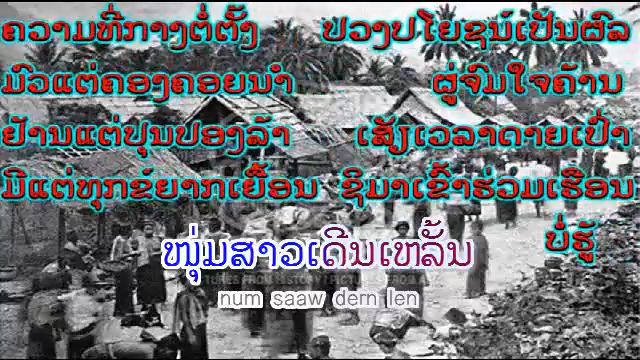 ຄວາມທີ່ກາງຕໍ່ຕັ້ງ ປວງປໂຍຊນ໌ເປັນຜົລ
ມົວແຕ່ຄອງຄອຍນຳ ຜູ່ຈົມໃຈຄ້ານ
ຢ້ານແຕ່ປຸນປອງລ້າ ເສັຽເວລາດາຍເປົ່າ
ມີແຕ່ທຸກຂ໌ຍາກເຍື້ອນ ຊິມາເຂົ້າຮ່ວມເຮືອນ
ບໍ່ຮູ້
ໜຸ່ມສາວເດີນເຫລັ້ນ
num saaw dern len